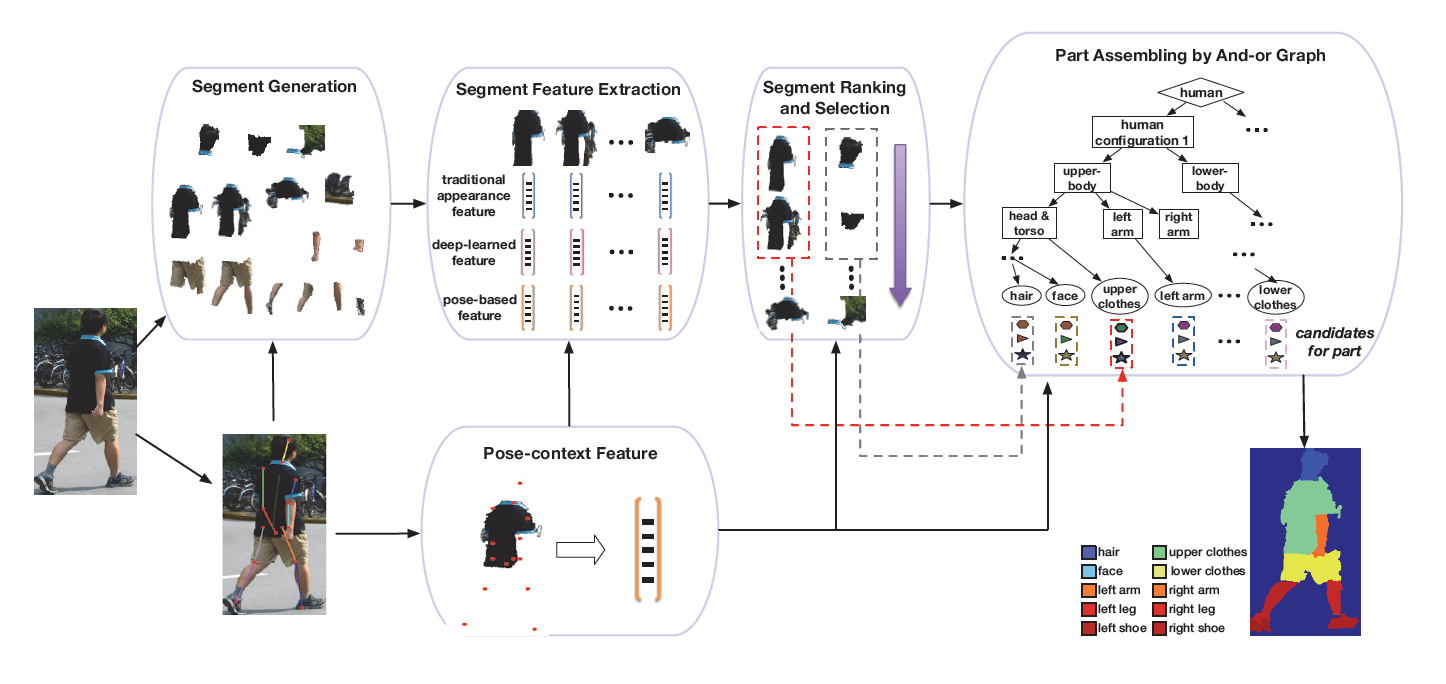 Segment Generation
Segment Feature Extraction
traditional
appearance
feature
deep-learned
feature
pose-based
feature
Segment Ranking
and Selection
Part Assembling by And-or Graph
human
human
configuration 1
upper-
body
lower-
body
head &
torso
left
arm
right
arm
hair
face
upper
clothes
left arm
lower
clothes
candidates
for part
Pose-context Feature
hair
upper clothes
face
lower clothes
left arm
right arm
left leg
right leg
left shoe
right shoe